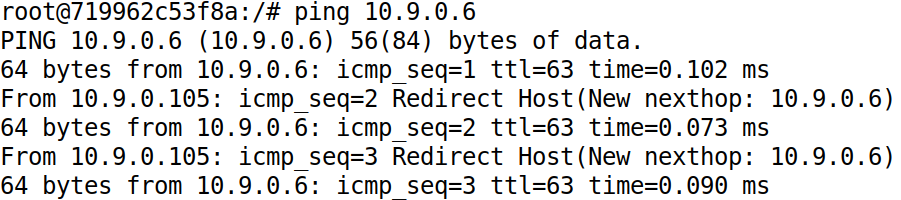 root@719962c53f8a:/# ping 10.9.0.6
PING 10.9.0.6 (10.9.0.6) 56(84) bytes of data.
64 bytes from 10.9.0.6: icmp_seq=1 ttl=63 time=0.102 ms
From 10.9.0.105: icmp_seq=2 Redirect Host(New nexthop: 10.9.0.6)
64 bytes from 10.9.0.6: icmp_seq=2 ttl=63 time=0.073 ms
From 10.9.0.105: icmp_seq=3 Redirect Host(New nexthop: 10.9.0.6)
64 bytes from 10.9.0.6: icmp_seq=3 ttl=63 time=0.090 ms